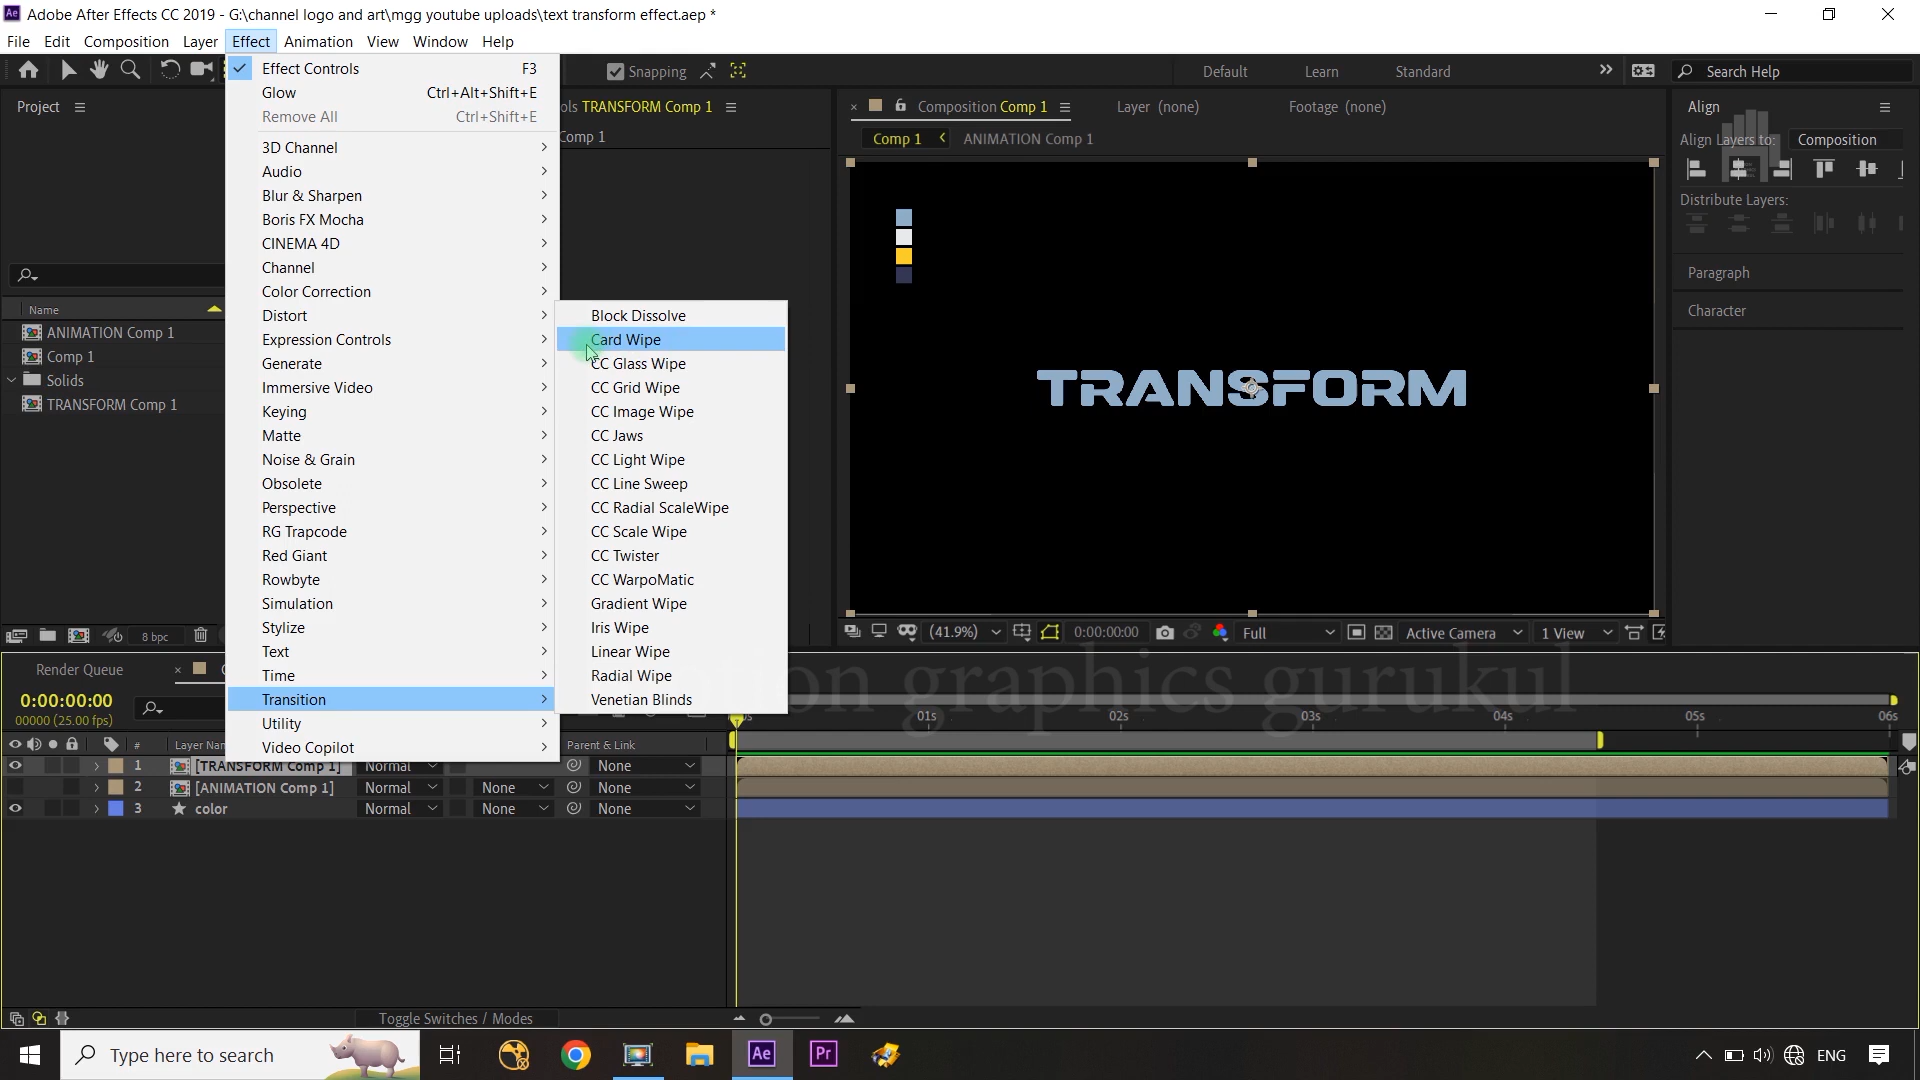 Adobe After Effects CC 2019 - G:\channel logo and art\mgg youtube uploads\text transform effect.aep *
File Edit Composition Layer Effect Animation View Window Help
Snapping Default Learn Standard Search Help
Project
TRANSFORM Comp 1
Comp 1
Composition Comp 1 Layer (none) Footage (none)
Comp 1 ANIMATION Comp 1
Align
Align Layers to: Composition
Distribute Layers:
Paragraph
Character
Name
ANIMATION Comp 1
Comp 1
Solids
TRANSFORM Comp 1
8 bpc
Effect Controls F3
Glow Ctrl+Alt+Shift+E
Remove All Ctrl+Shift+E
3D Channel
Audio
Blur & Sharpen
Boris FX Mocha
CINEMA 4D
Channel
Color Correction
Distort
Expression Controls
Generate
Immersive Video
Keying
Matte
Noise & Grain
Obsolete
Perspective
RG Trapcode
Red Giant
Rowbyte
Simulation
Stylize
Text
Time
Transition
Utility
Video Copilot
Block Dissolve
Card Wipe
CC Glass Wipe
CC Grid Wipe
CC Image Wipe
CC Jaws
CC Light Wipe
CC Line Sweep
CC Radial ScaleWipe
CC Scale Wipe
CC Twister
CC WarpoMatic
Gradient Wipe
Iris Wipe
Linear Wipe
Radial Wipe
Venetian Blinds
TRANSFORM
(41.9%) 0:00:00:00 Full Active Camera 1 View
graphics gurukul
Render Queue
0:00:00:00
00000 (25.00 fps)
01s 02s 03s 04s 05s 06s
# Layer Nam Parent & Link
1 [TRANSFORM Comp 1] Normal None
2 [ANIMATION Comp 1] Normal None None
3 color Normal None None
Toggle Switches / Modes
Type here to search Ae Pr ENG